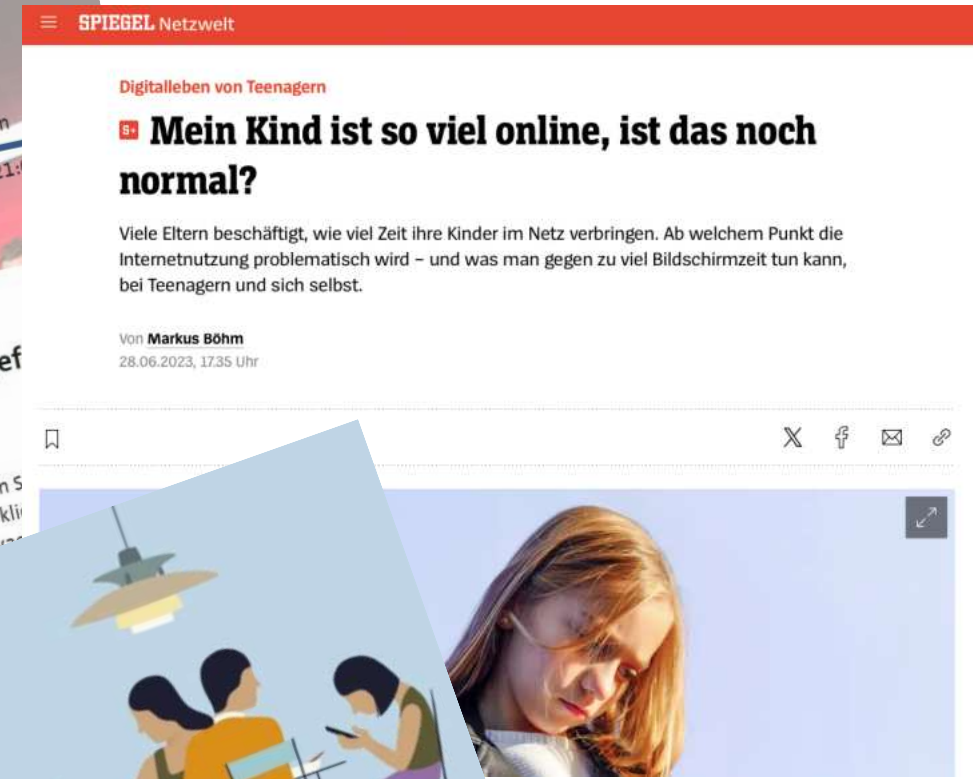 SPIEGEL Netzwelt
Digitalleben von Teenagern
S+ Mein Kind ist so viel online, ist das noch
normal?
Viele Eltern beschäftigt, wie viel Zeit ihre Kinder im Netz verbringen. Ab welchem Punkt die
Internetnutzung problematisch wird – und was man gegen zu viel Bildschirmzeit tun kann,
bei Teenagern und sich selbst.
Von Markus Böhm
28.06.2023, 17.35 Uhr